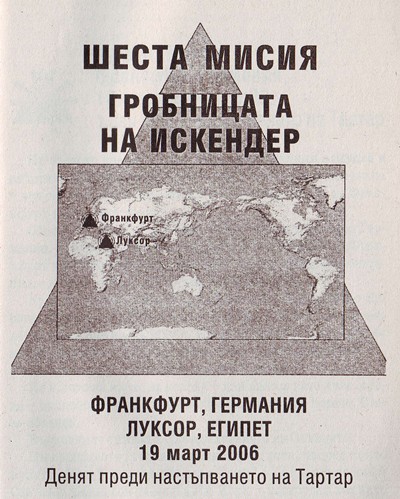 ШЕСТА МИСИЯ
ГРОБНИЦАТА
НА ИСКЕНДЕР
Франкфурт
Луксор
ФРАНКФУРТ, ГЕРМАНИЯ
ЛУКСОР, ЕГИПЕТ
19 март 2006
Денят преди настъпването на Тартар